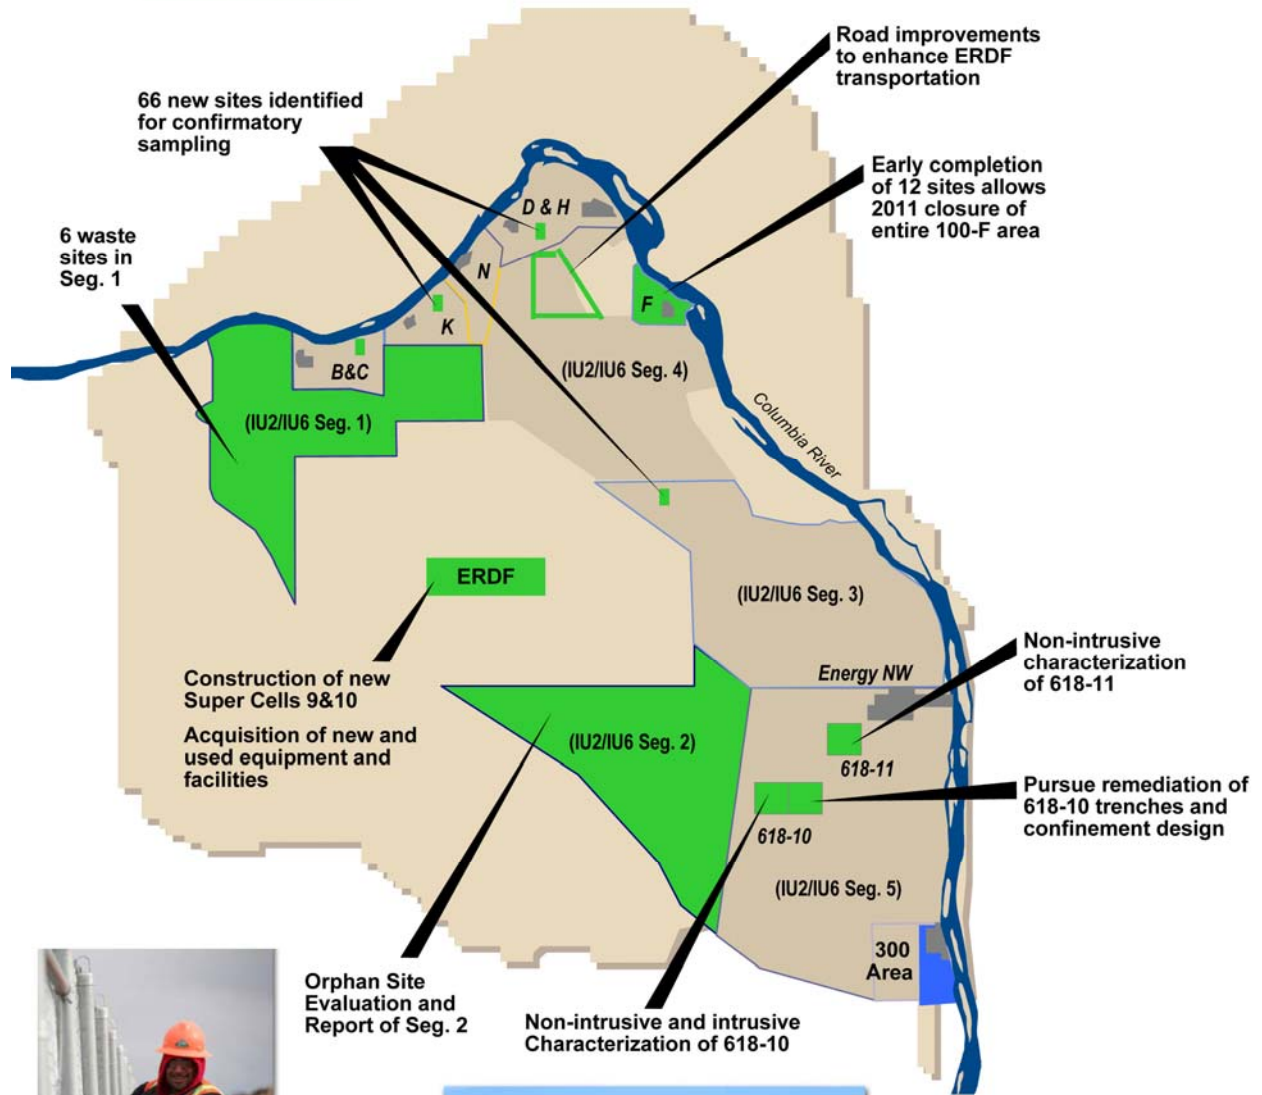 Road improvements
to enhance ERDF
transportation
66 new sites identified
for confirmatory
sampling
Early completion
of 12 sites allows
2011 closure of
entire 100-F area
6 waste
sites in
Seg. 1
D & H
N
K
F
B&C
(IU2/IU6 Seg. 4)
(IU2/IU6 Seg. 1)
Columbia River
ERDF
(IU2/IU6 Seg. 3)
Construction of new
Super Cells 9&10
Acquisition of new and
used equipment and
facilities
Energy NW
Non-intrusive
characterization
of 618-11
(IU2/IU6 Seg. 2)
618-11
Pursue remediation of
618-10 trenches and
confinement design
618-10
(IU2/IU6 Seg. 5)
300
Area
Orphan Site
Evaluation and
Report of Seg. 2
Non-intrusive and intrusive
Characterization of 618-10